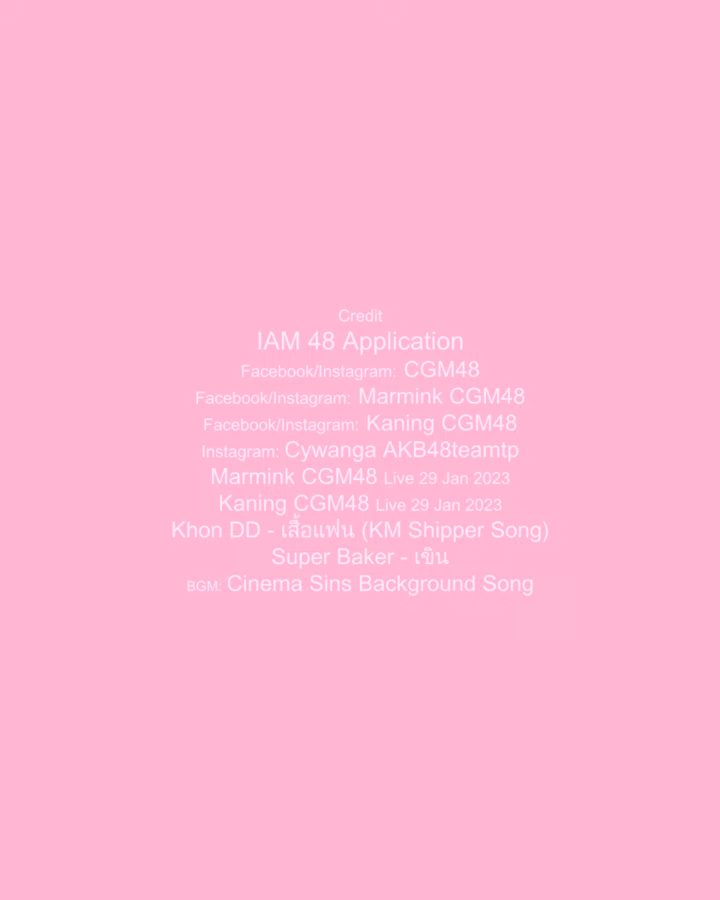 Credit
IAM 48 Application
Facebook/Instagram: CGM48
Facebook/Instagram: Marmink CGM48
Facebook/Instagram: Kaning CGM48
Instagram: Cywanga AKB48teamtp
Marmink CGM48 Live 29 Jan 2023
Kaning CGM48 Live 29 Jan 2023
Khon DD - เสื้อแฟน (KM Shipper Song)
Super Baker - เขิน
BGM: Cinema Sins Background Song